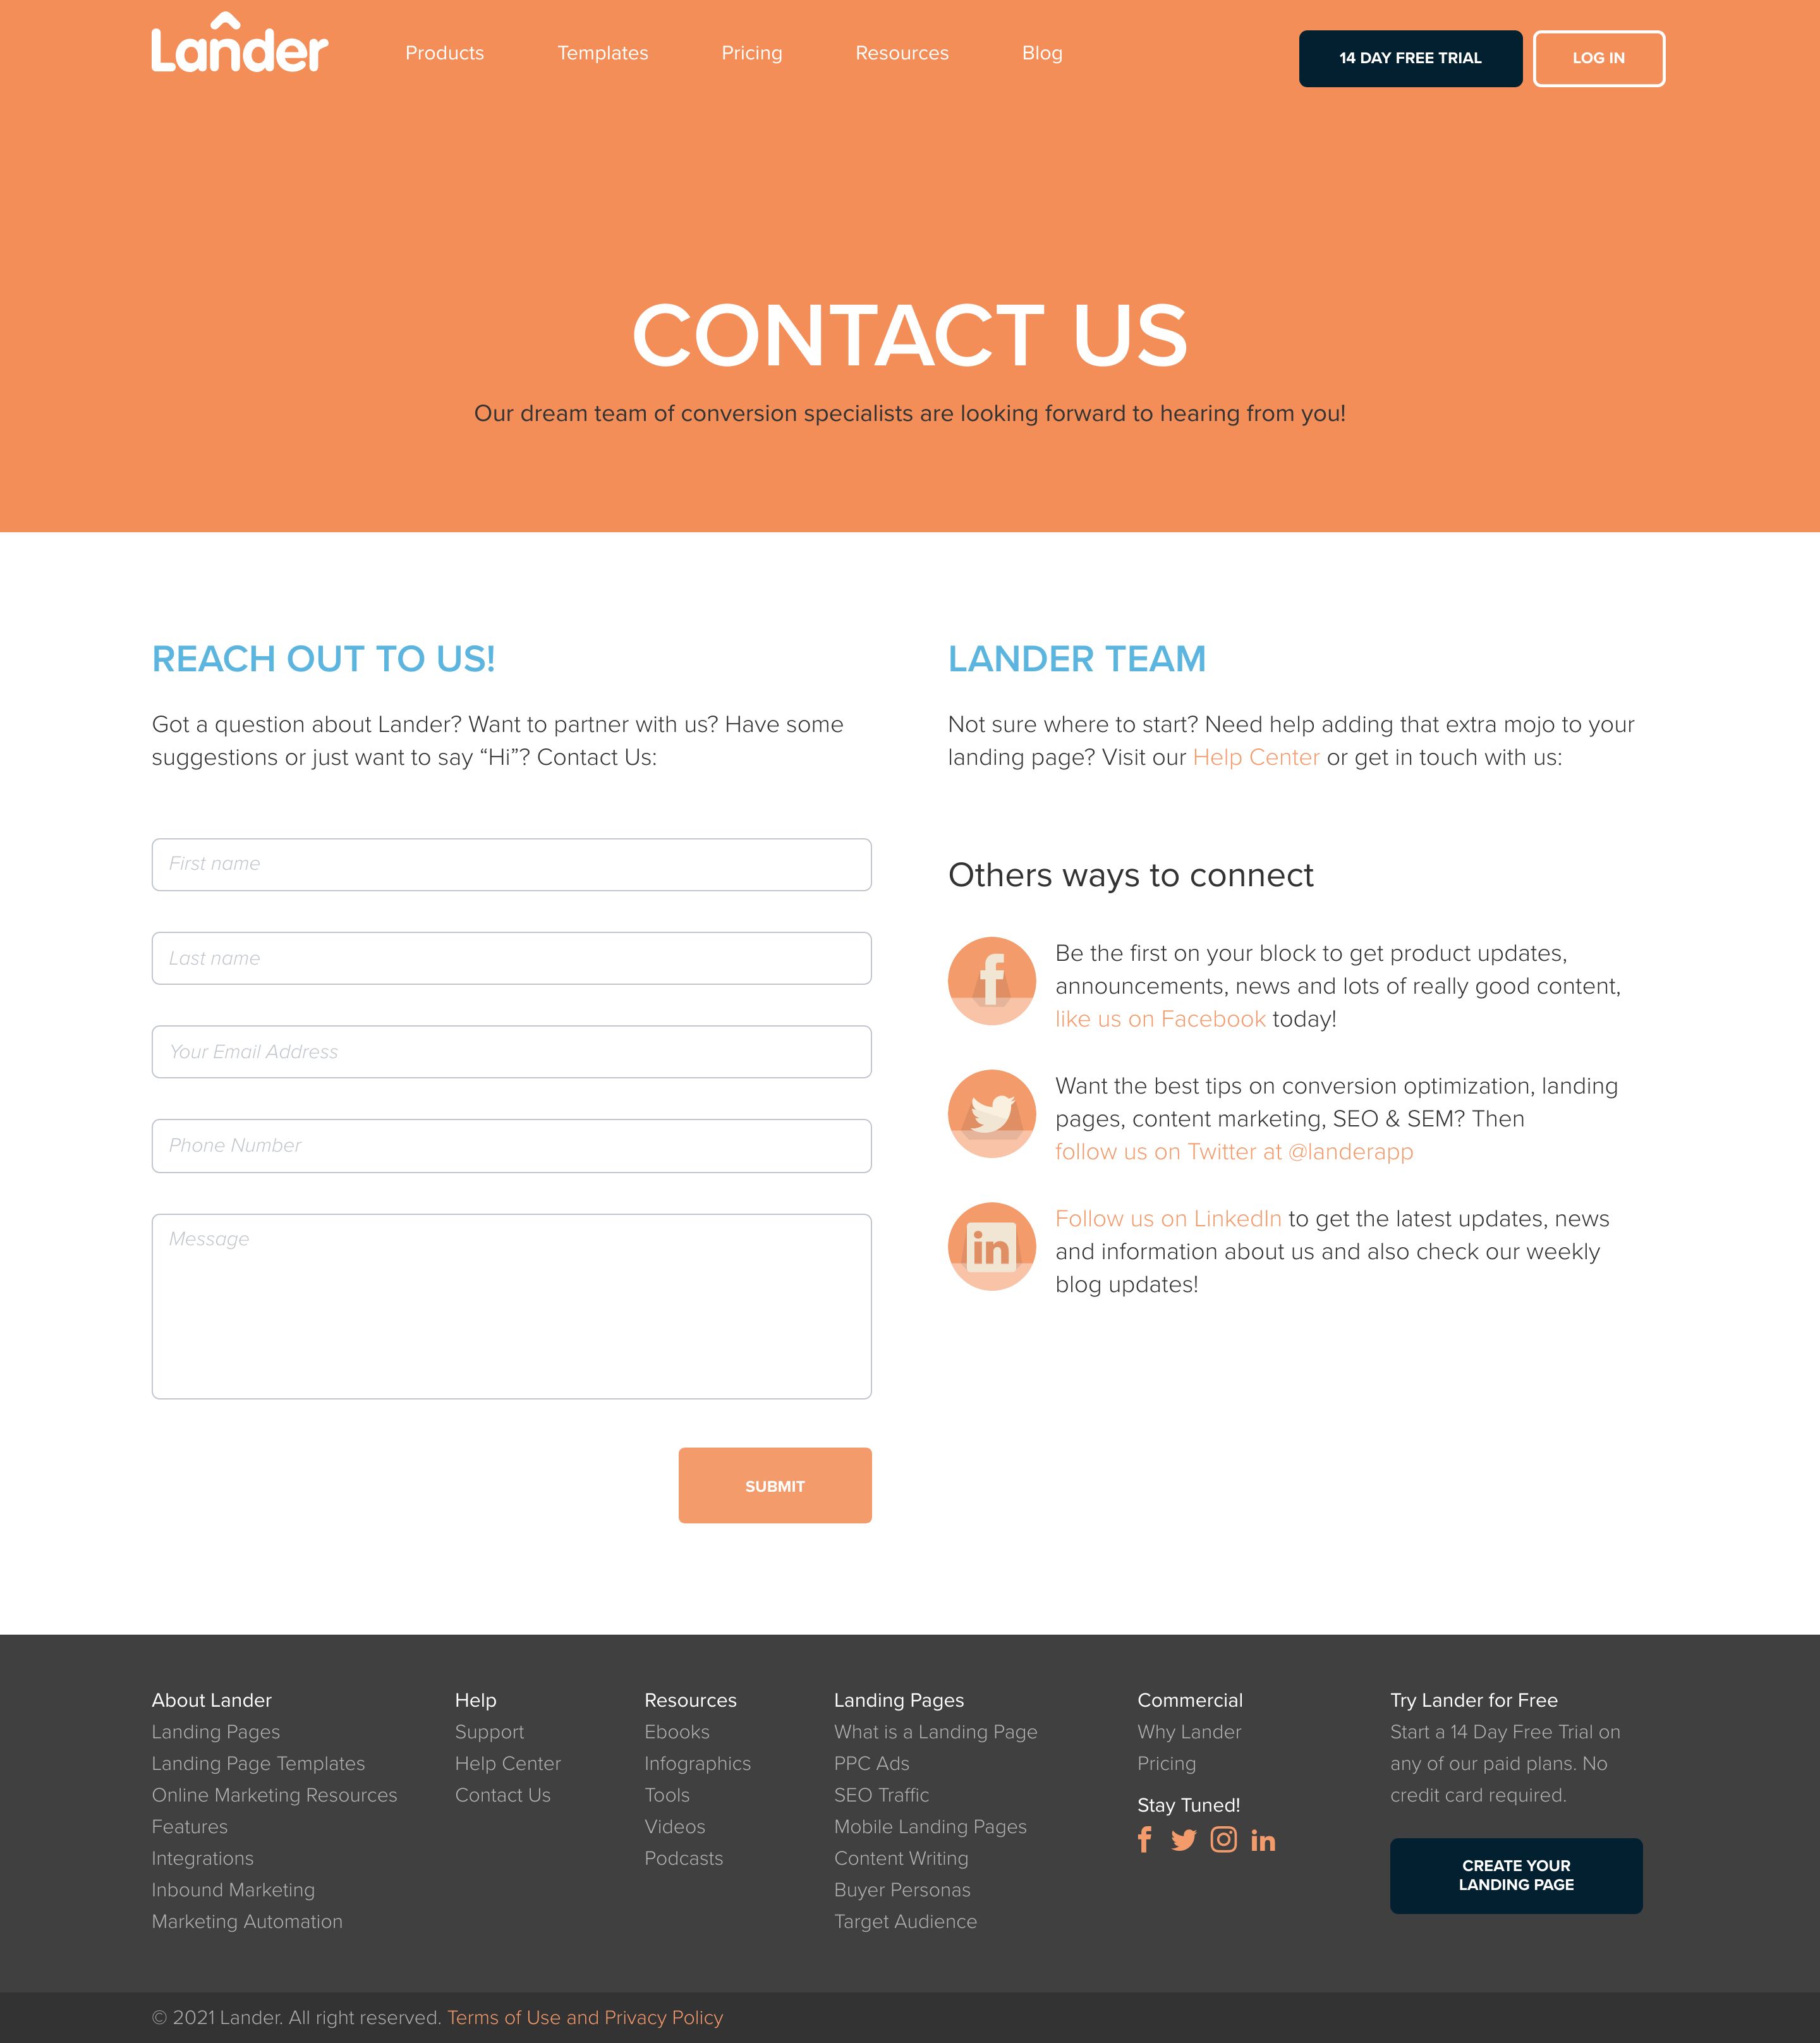 Lander
Products
Templates
Pricing
Resources
Blog
14 DAY FREE TRIAL
LOG IN
CONTACT US
Our dream team of conversion specialists are looking forward to hearing from you!
REACH OUT TO US!
Got a question about Lander? Want to partner with us? Have some
suggestions or just want to say “Hi”? Contact Us:
First name
Last name
Your Email Address
Phone Number
Message
SUBMIT
LANDER TEAM
Not sure where to start? Need help adding that extra mojo to your
landing page? Visit our Help Center or get in touch with us:
Others ways to connect
Be the first on your block to get product updates,
announcements, news and lots of really good content,
like us on Facebook today!
Want the best tips on conversion optimization, landing
pages, content marketing, SEO & SEM? Then
follow us on Twitter at @landerapp
Follow us on LinkedIn to get the latest updates, news
and information about us and also check our weekly
blog updates!
About Lander
Landing Pages
Landing Page Templates
Online Marketing Resources
Features
Integrations
Inbound Marketing
Marketing Automation
Help
Support
Help Center
Contact Us
Resources
Ebooks
Infographics
Tools
Videos
Podcasts
Landing Pages
What is a Landing Page
PPC Ads
SEO Traffic
Mobile Landing Pages
Content Writing
Buyer Personas
Target Audience
Commercial
Why Lander
Pricing
Stay Tuned!
Try Lander for Free
Start a 14 Day Free Trial on
any of our paid plans. No
credit card required.
CREATE YOUR
LANDING PAGE
© 2021 Lander. All right reserved. Terms of Use and Privacy Policy